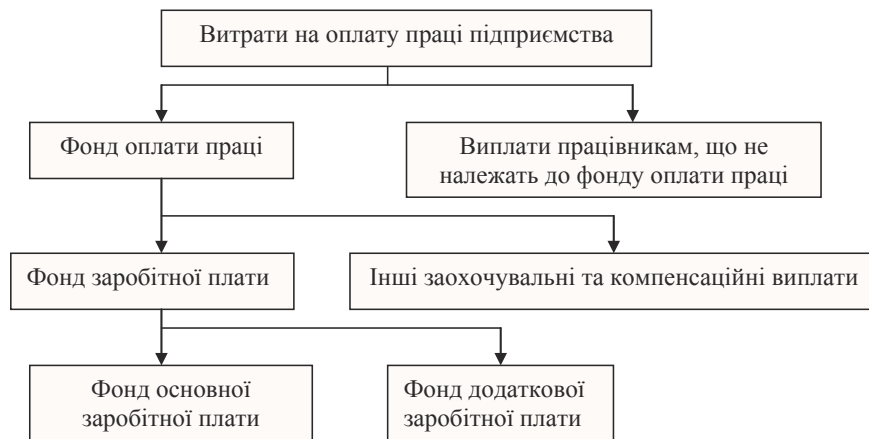 Витрати на оплату праці підприємства
Фонд оплати праці
Виплати працівникам, що не
належать до фонду оплати праці
Фонд заробітної плати
Інші заохочувальні та компенсаційні виплати
Фонд основної
заробітної плати
Фонд додаткової
заробітної плати